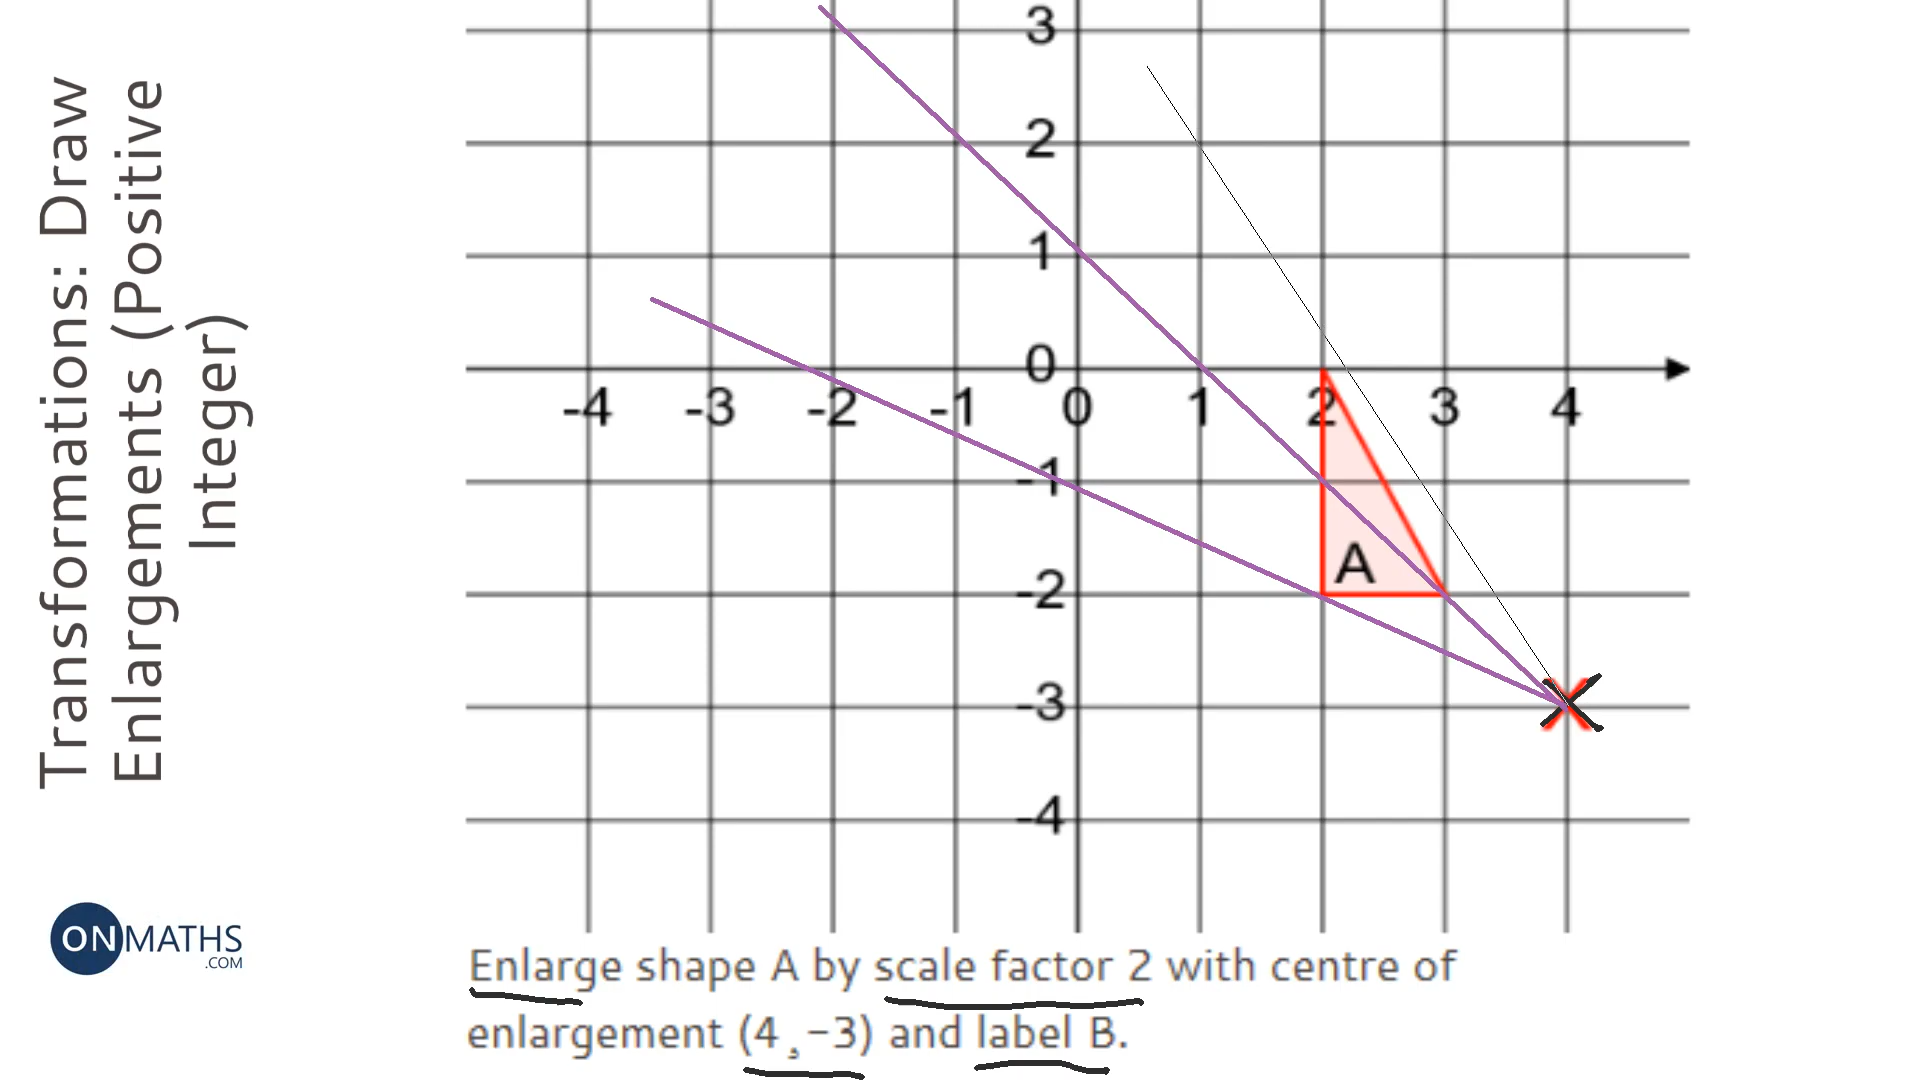 Transformations: Draw
Enlargements (Positive
Integer)
3
2
1
0
-4 -3 -2 -1 0 1 2 3 4
-1
A
-2
-3
-4
ONMATHS
.COM
Enlarge shape A by scale factor 2 with centre of
enlargement (4,-3) and label B.